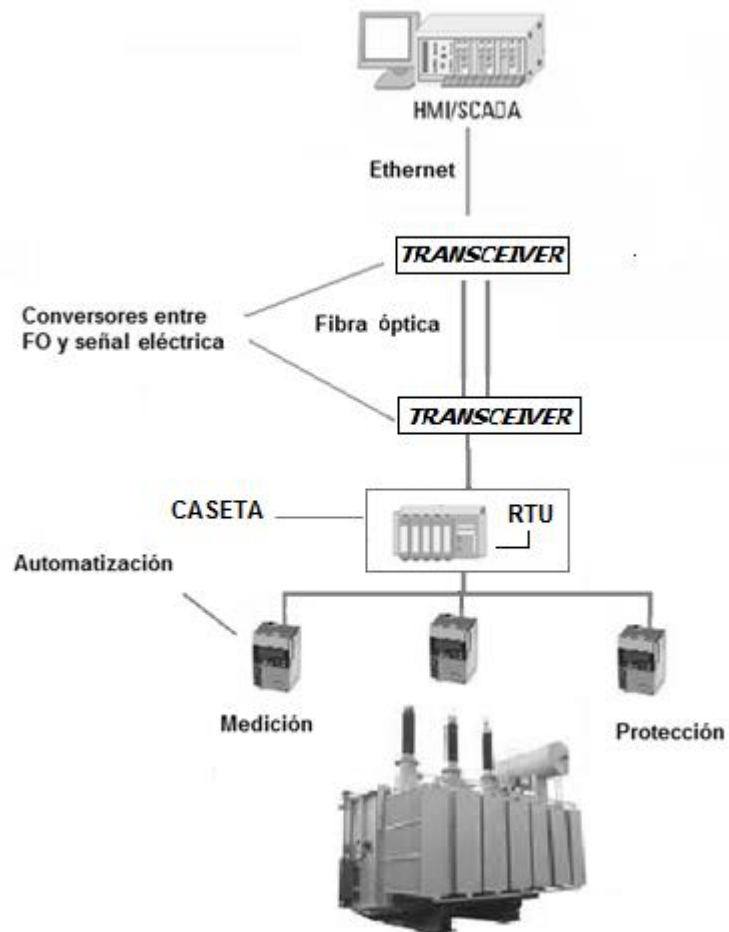 HMI/SCADA
Ethernet
TRANSCEIVER
Conversores entre
FO y señal eléctrica
Fibra óptica
TRANSCEIVER
CASETA
RTU
Automatización
Medición
Protección